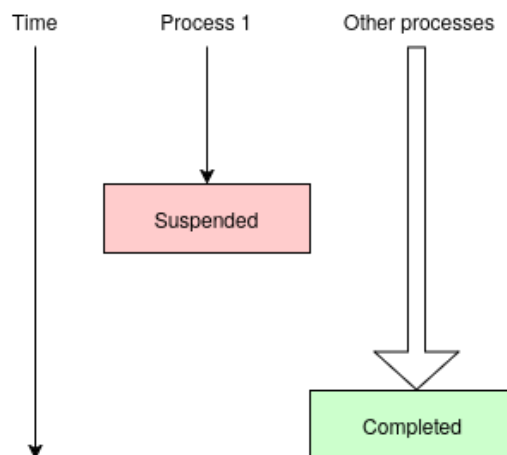 Time
Process 1
Other processes
Suspended
Completed